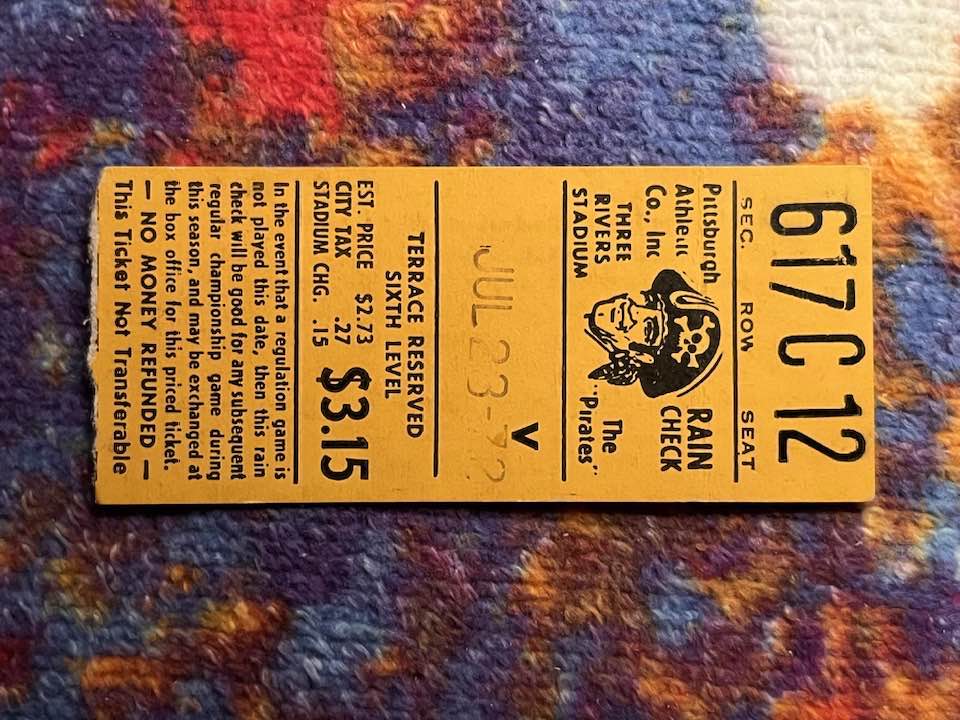 617 C 12
SEC. ROW SEAT
Pittsburgh
Athletic
Co., Inc
THREE
RIVERS
STADIUM
RAIN
CHECK
The
"Pirates"
V
JUL 23-72
TERRACE RESERVED
SIXTH LEVEL
EST. PRICE $2.73
CITY TAX .27
STADIUM CHG. .15
$3.15
In the event that a regulation game is
not played this date, then this rain
check will be good for any subsequent
regular championship game during
this season, and may be exchanged at
the box office for this priced ticket.
— NO MONEY REFUNDED —
This Ticket Not Transferable